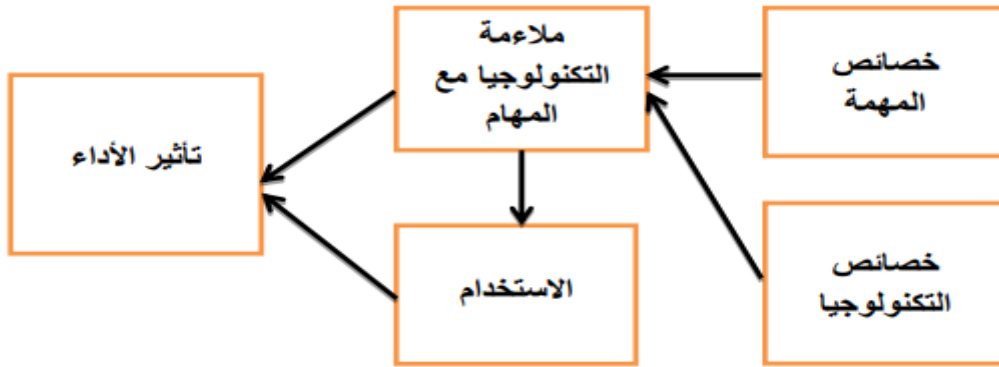 خصائص
المهمة
ملاءمة
التكنولوجيا مع
المهام
تأثير الأداء
خصائص
التكنولوجيا
الاستخدام